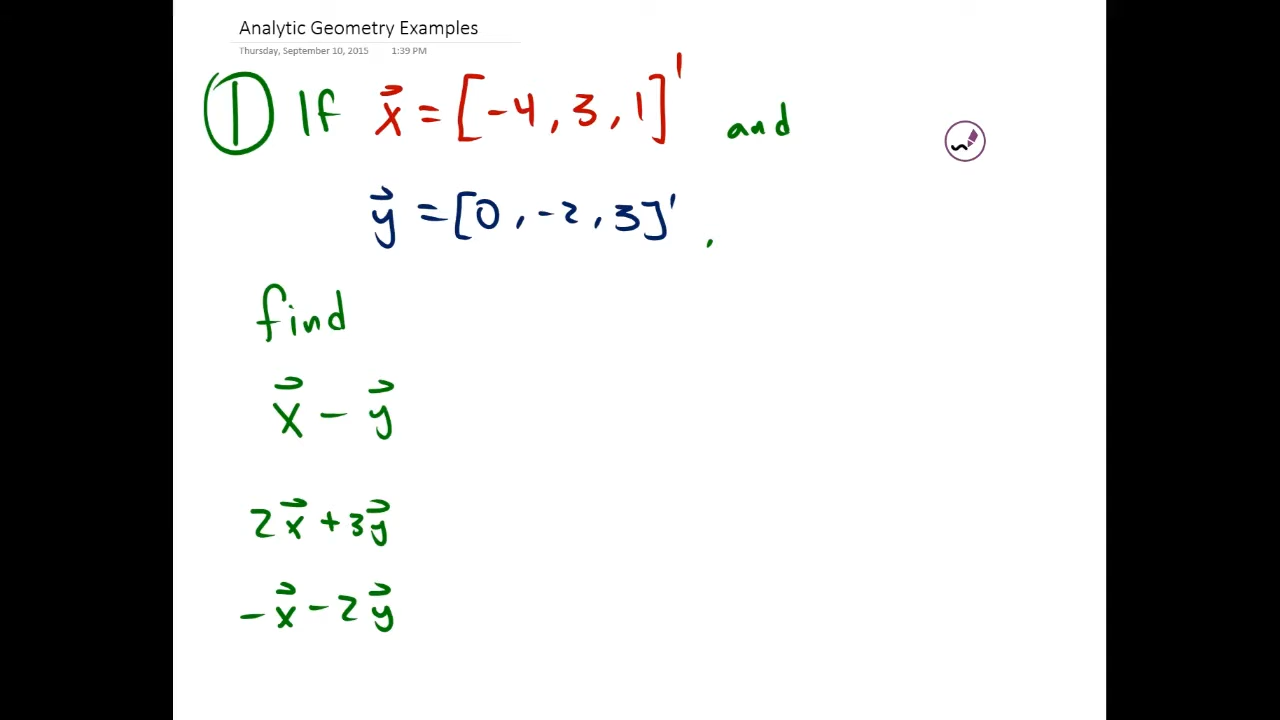 Analytic Geometry Examples
Thursday, September 10, 2015 1:39 PM
① If x⃗ = [-4, 3, 1]' and
y⃗ = [0, -2, 3]' ,
find
x⃗ - y⃗
2x⃗ + 3y⃗
-x⃗ - 2y⃗